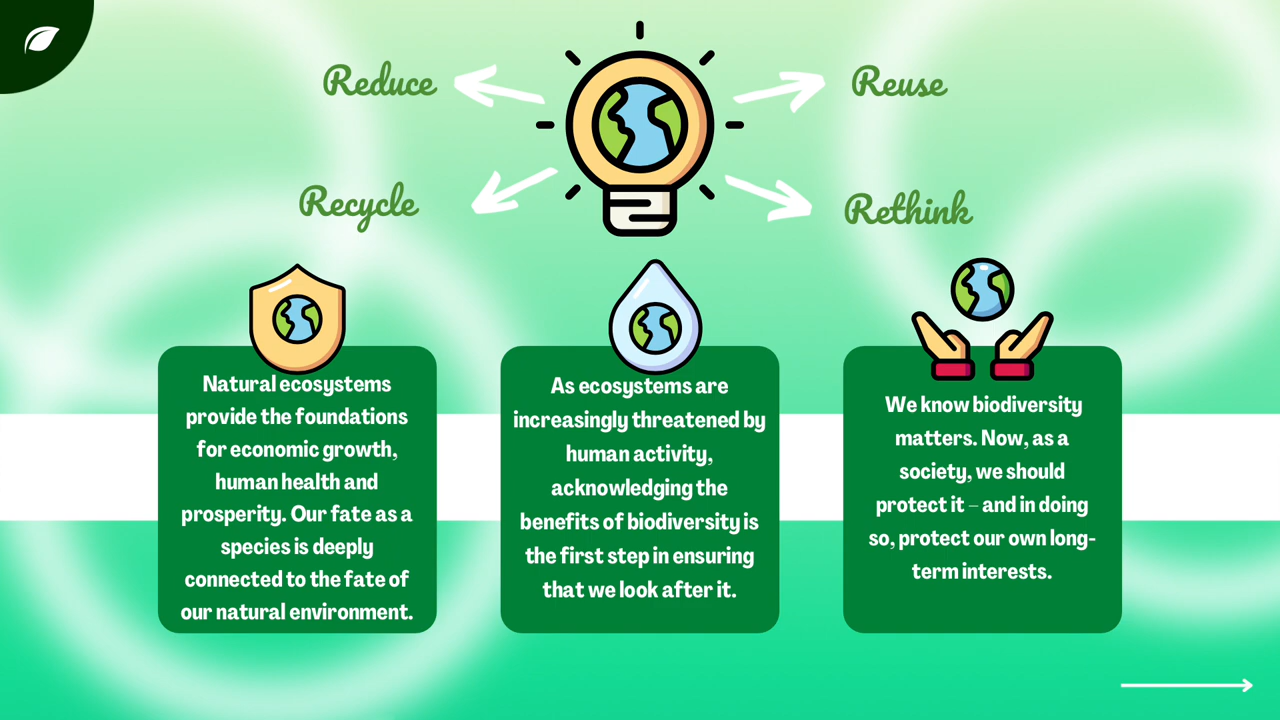 Reduce
Reuse
Recycle
Rethink
Natural ecosystems
provide the foundations
for economic growth,
human health and
prosperity. Our fate as a
species is deeply
connected to the fate of
our natural environment.
As ecosystems are
increasingly threatened by
human activity,
acknowledging the
benefits of biodiversity is
the first step in ensuring
that we look after it.
We know biodiversity
matters. Now, as a
society, we should
protect it – and in doing
so, protect our own long-
term interests.